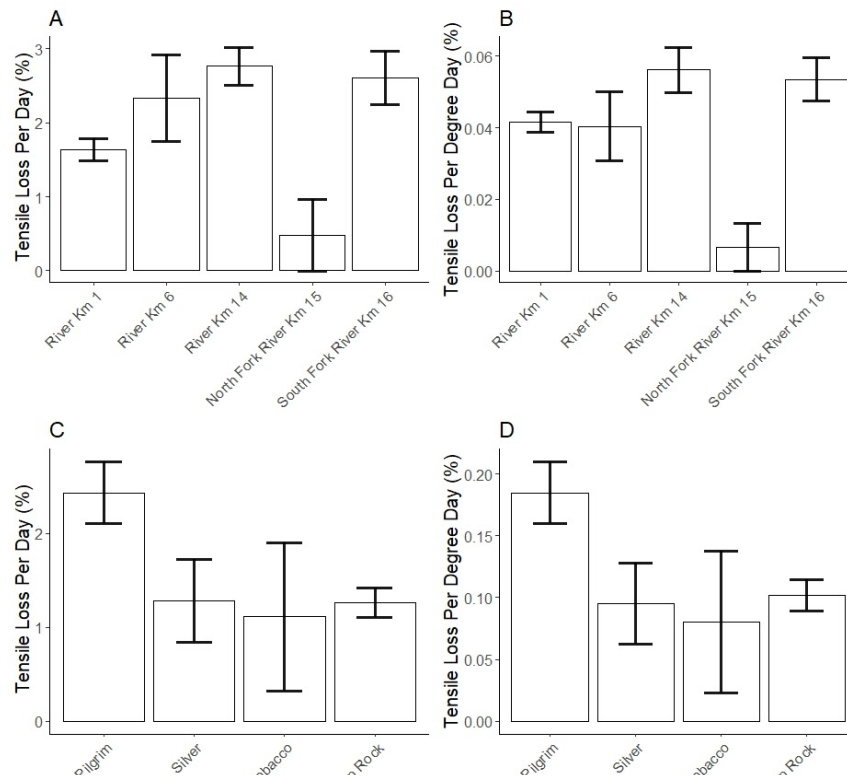 A
Tensile Loss Per Day (%)
3
2
1
0
River Km 1
River Km 6
River Km 14
North Fork River Km 15
South Fork River Km 16
B
Tensile Loss Per Degree Day (%)
0.06
0.04
0.02
0.00
River Km 1
River Km 6
River Km 14
North Fork River Km 15
South Fork River Km 16
C
Tensile Loss Per Day (%)
2
1
0
Pilgrim
Silver
Rock
D
Tensile Loss Per Degree Day (%)
0.20
0.15
0.10
0.05
0.00
Pilgrim
Silver
Rock